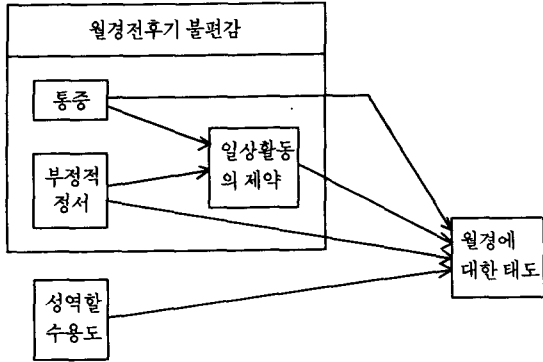 월경전후기 불편감
통증
일상활동
의 제약
부정적
정서
월경에
대한 태도
성역할
수용도